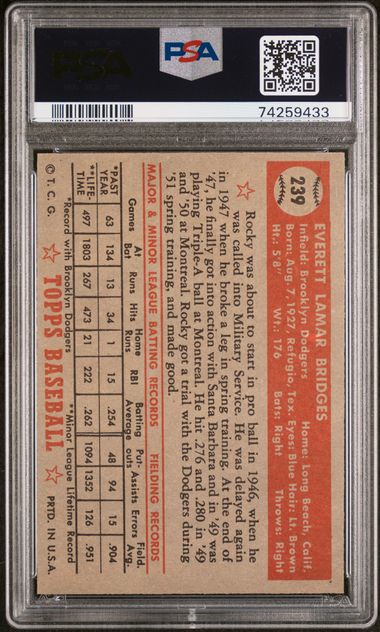 PSA
PSA
74259433
239
EVERETT LAMAR BRIDGES
Infield: Brooklyn Dodgers Home: Long Beach, Calif.
Born: Aug. 7, 1927, Refugio, Tex. Eyes: Blue Hair: Lt. Brown
Ht.: 5'8" Wt.: 176 Bats: Right Throws: Right
Rocky was about to start in pro ball in 1946, when he
was called into Military Service. He was delayed again
in 1947 when he broke a leg in spring training. At the end of
'47, he finally got into action with Santa Barbara and in '49 was
playing Triple-A ball at Montreal. He hit .276 and .280 in '49
and '50 at Montreal. Rocky got a trial with the Dodgers during
'51 spring training, and made good.
MAJOR & MINOR LEAGUE BATTING RECORDS FIELDING RECORDS
Games At Bat Runs Hits Home Runs RBI Batting Average Put-outs Assists Errors Field. Avg.
*PAST YEAR 63 134 13 34 1 15 .254 48 94 15 .904
**LIFE-TIME 497 1803 267 473 21 222 .262 1094 1352 126 .951
*Record with Brooklyn Dodgers **Minor League Lifetime Record
© T. C. G. TOPPS BASEBALL PRTD. IN U.S.A.